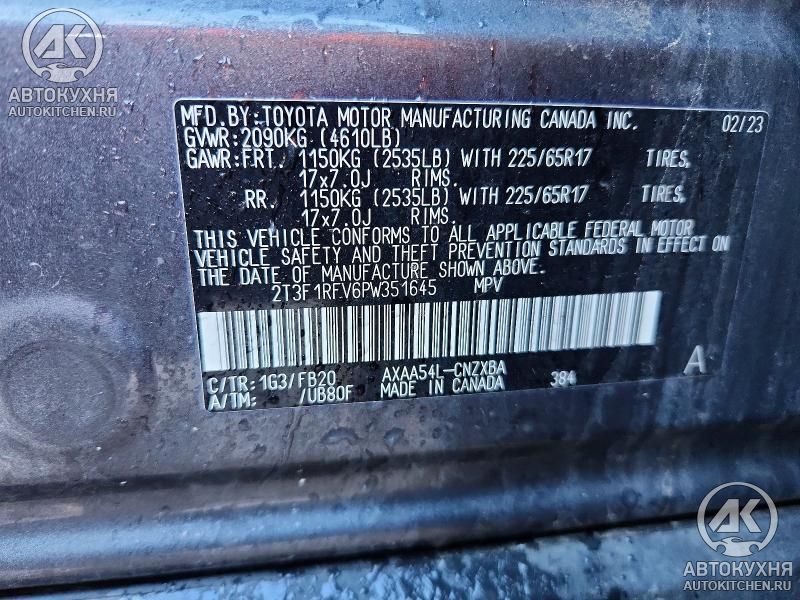 АК
АВТОКУХНЯ
AUTOKITCHEN.RU
MFD.BY:TOYOTA MOTOR MANUFACTURING CANADA INC. 02/23
GVWR:2090KG (4610LB)
GAWR:FRT. 1150KG (2535LB) WITH 225/65R17 TIRES,
17x7.0J RIMS.
RR. 1150KG (2535LB) WITH 225/65R17 TIRES,
17x7.0J RIMS.
THIS VEHICLE CONFORMS TO ALL APPLICABLE FEDERAL MOTOR
VEHICLE SAFETY AND THEFT PREVENTION STANDARDS IN EFFECT ON
THE DATE OF MANUFACTURE SHOWN ABOVE.
2T3F1RFV6PW351645 MPV
C/TR:1G3/FB20 AXAA54L-CNZXBA A
A/TM: /UB80F MADE IN CANADA 384
АК
АВТОКУХНЯ
AUTOKITCHEN.RU